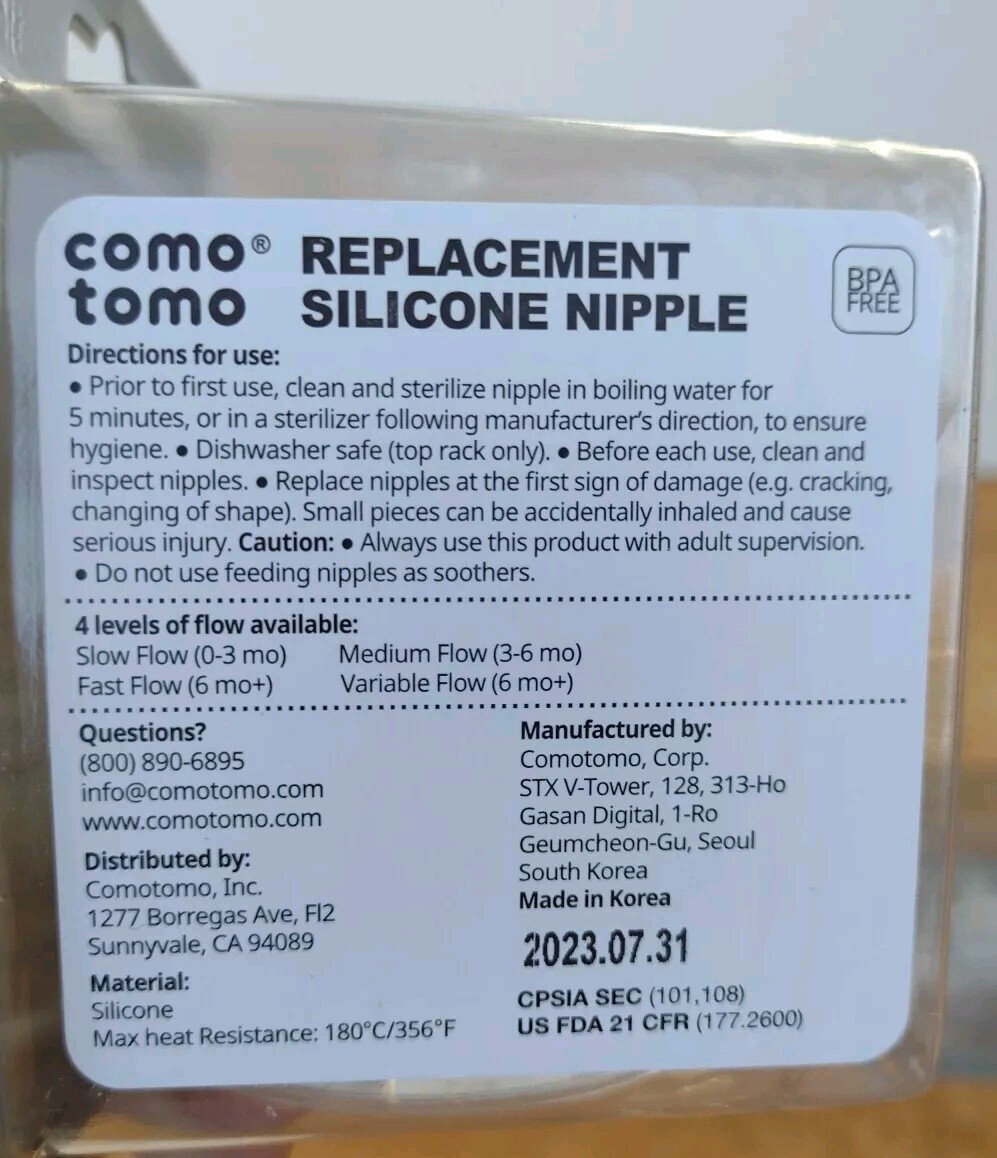 como® REPLACEMENT
tomo SILICONE NIPPLE
BPA
FREE
Directions for use:
• Prior to first use, clean and sterilize nipple in boiling water for
5 minutes, or in a sterilizer following manufacturer's direction, to ensure
hygiene. • Dishwasher safe (top rack only). • Before each use, clean and
inspect nipples. • Replace nipples at the first sign of damage (e.g. cracking,
changing of shape). Small pieces can be accidentally inhaled and cause
serious injury. Caution: • Always use this product with adult supervision.
• Do not use feeding nipples as soothers.
4 levels of flow available:
Slow Flow (0-3 mo) Medium Flow (3-6 mo)
Fast Flow (6 mo+) Variable Flow (6 mo+)
Questions?
(800) 890-6895
info@comotomo.com
www.comotomo.com
Distributed by:
Comotomo, Inc.
1277 Borregas Ave, Fl2
Sunnyvale, CA 94089
Material:
Silicone
Max heat Resistance: 180°C/356°F
Manufactured by:
Comotomo, Corp.
STX V-Tower, 128, 313-Ho
Gasan Digital, 1-Ro
Geumcheon-Gu, Seoul
South Korea
Made in Korea
2023.07.31
CPSIA SEC (101,108)
US FDA 21 CFR (177.2600)